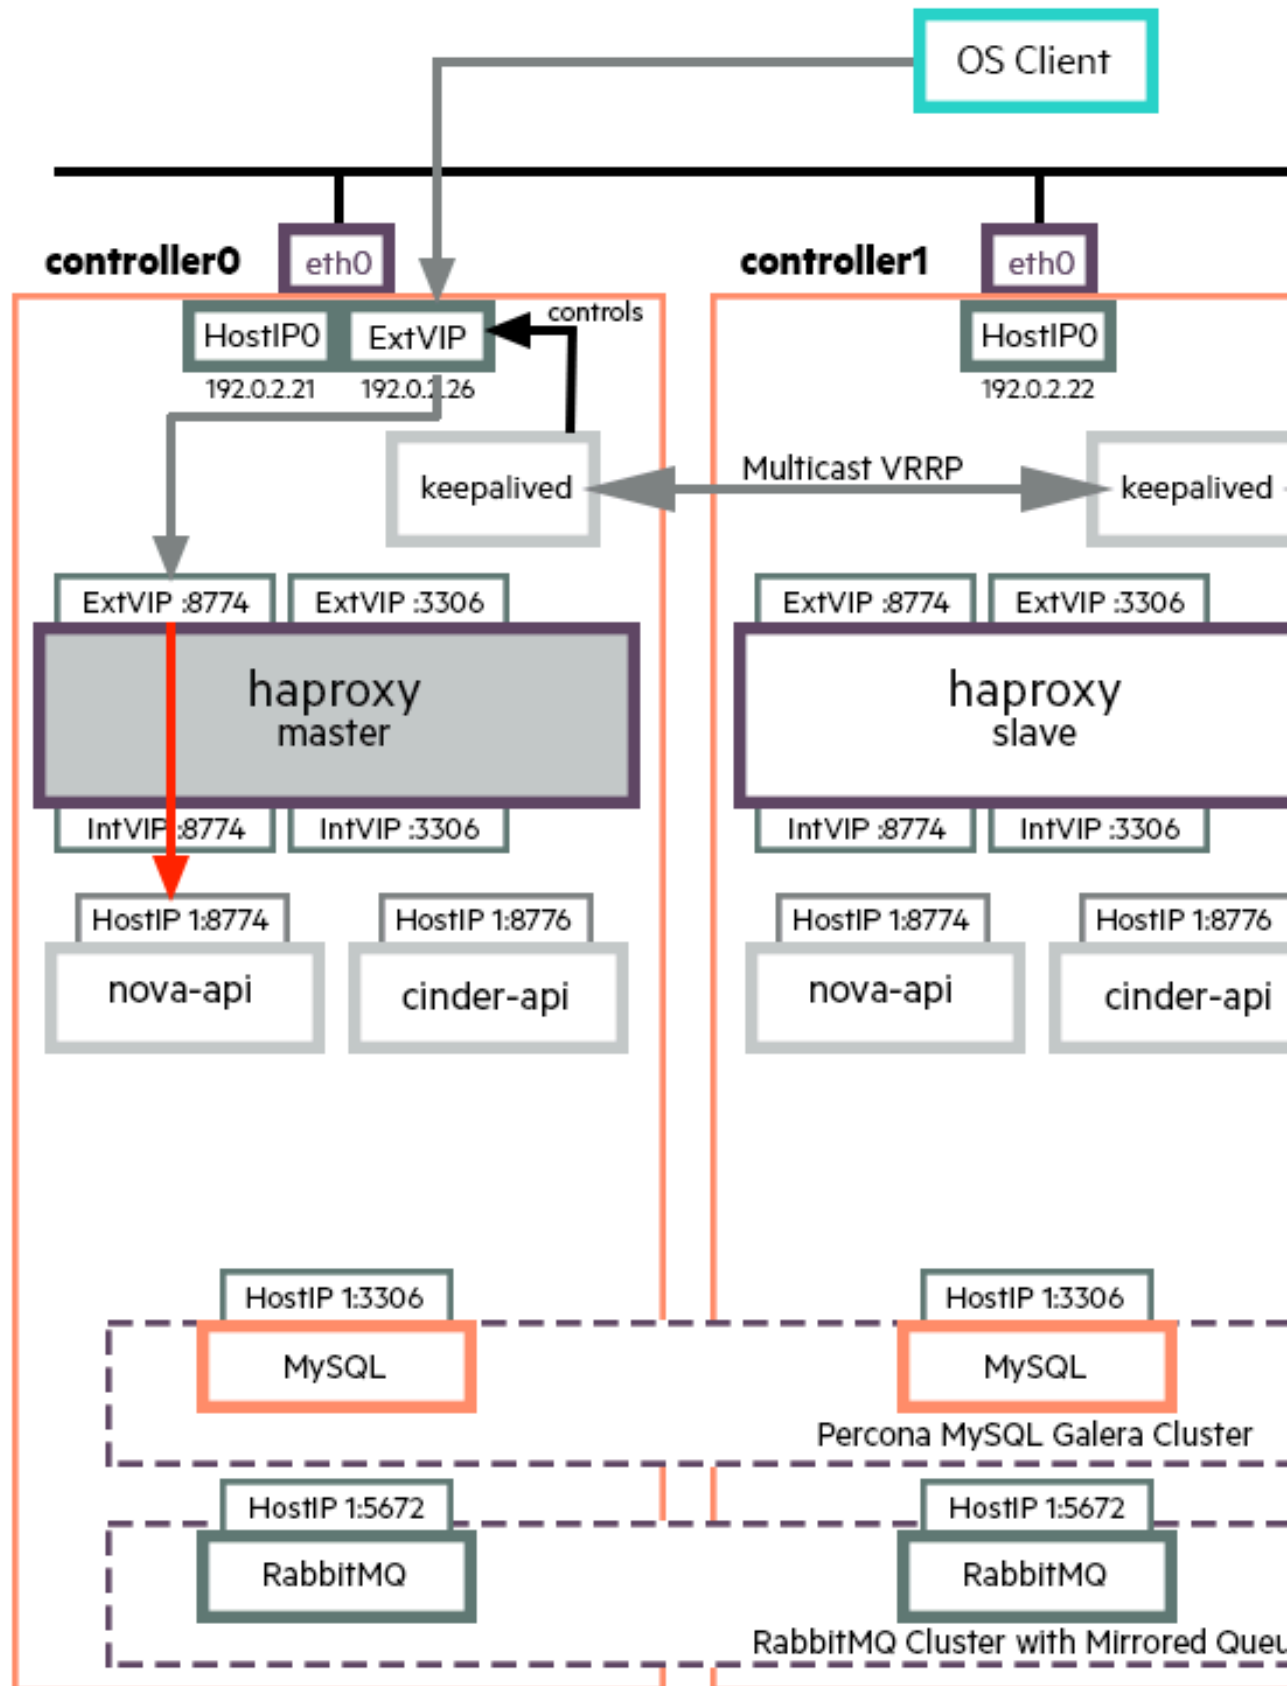 OS Client
controller0
eth0
controller1
eth0
HostIP0
ExtVIP
controls
HostIP0
192.0.2.21
192.0.2.26
192.0.2.22
keepalived
Multicast VRRP
keepalived
ExtVIP :8774
ExtVIP :3306
ExtVIP :8774
ExtVIP :3306
haproxy
master
haproxy
slave
IntVIP :8774
IntVIP :3306
IntVIP :8774
IntVIP :3306
HostIP 1:8774
HostIP 1:8776
HostIP 1:8774
HostIP 1:8776
nova-api
cinder-api
nova-api
cinder-api
HostIP 1:3306
HostIP 1:3306
MySQL
MySQL
Percona MySQL Galera Cluster
HostIP 1:5672
HostIP 1:5672
RabbitMQ
RabbitMQ
RabbitMQ Cluster with Mirrored